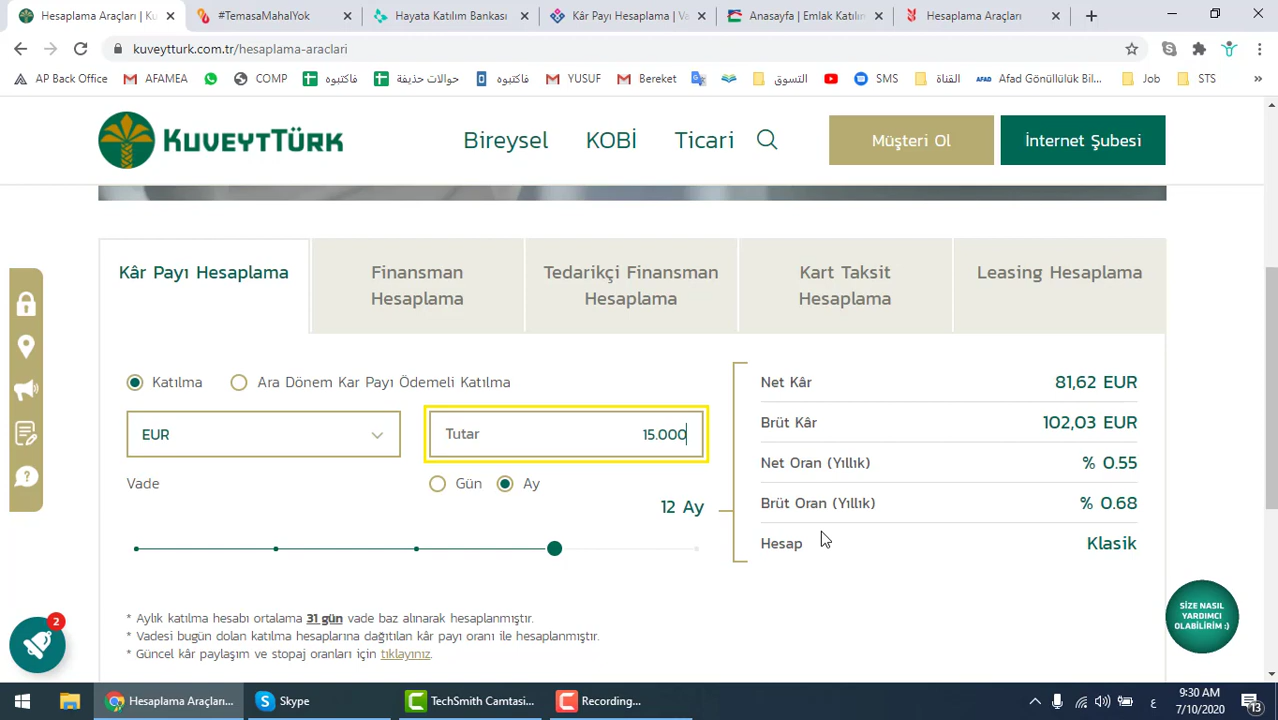 Hesaplama Araçları | Ku
#TemasaMahalYok
Hayata Katılım Bankası
Kâr Payı Hesaplama | Va
Anasayfa | Emlak Katılım
Hesaplama Araçları
kuveytturk.com.tr/hesaplama-araclari
AP Back Office
AFAMEA
COMP
فاكتبوه
حوالات حذيفة
فاكتبوه
YUSUF
Bereket
التسوق
SMS
القناة
AFAD
Afad Gönüllülük Bil...
Job
STS
KUVEYTTÜRK
Bireysel
KOBİ
Ticari
Müşteri Ol
İnternet Şubesi
Kâr Payı Hesaplama
Finansman
Hesaplama
Tedarikçi Finansman
Hesaplama
Kart Taksit
Hesaplama
Leasing Hesaplama
Katılma
Ara Dönem Kar Payı Ödemeli Katılma
EUR
Tutar
15.000
Vade
Gün
Ay
12 Ay
Net Kâr
81,62 EUR
Brüt Kâr
102,03 EUR
Net Oran (Yıllık)
% 0.55
Brüt Oran (Yıllık)
% 0.68
Hesap
Klasik
* Aylık katılma hesabı ortalama 31 gün vade baz alınarak hesaplanmıştır.
* Vadesi bugün dolan katılma hesaplarına dağıtılan kâr payı oranı ile hesaplanmıştır.
* Güncel kâr paylaşım ve stopaj oranları için tıklayınız.
2
SİZE NASIL
YARDIMCI
OLABİLİRİM :)
Hesaplama Araçları...
Skype
TechSmith Camtasi...
Recording...
ع
9:30 AM
7/10/2020
13